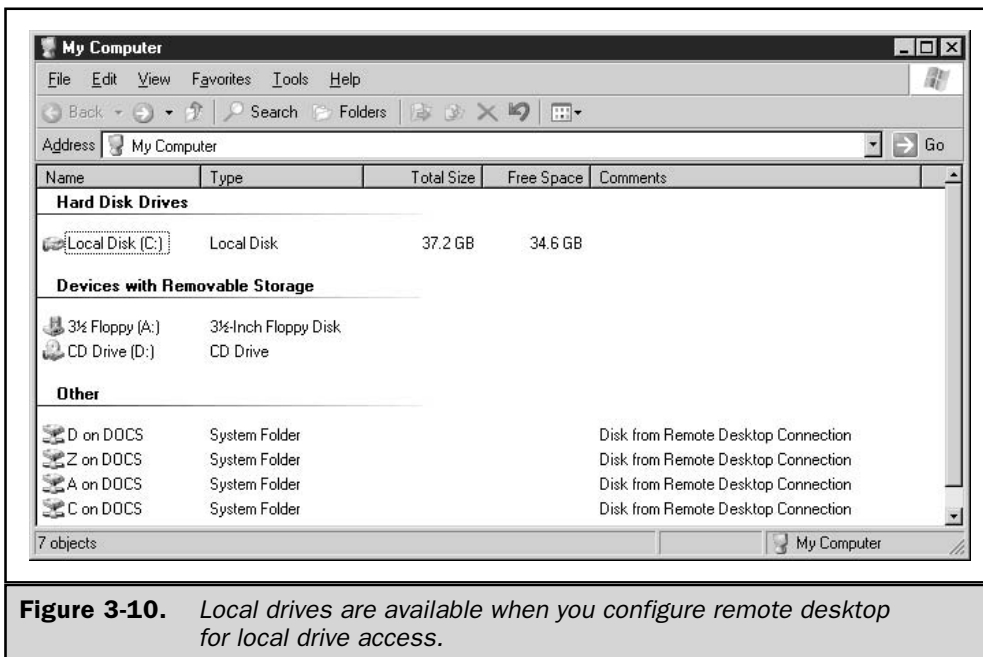 My Computer
File Edit View Favorites Tools Help
Back Search Folders
Address My Computer Go
Name Type Total Size Free Space Comments
Hard Disk Drives
Local Disk (C:) Local Disk 37.2 GB 34.6 GB
Devices with Removable Storage
3½ Floppy (A:) 3½-Inch Floppy Disk
CD Drive (D:) CD Drive
Other
D on DOCS System Folder Disk from Remote Desktop Connection
Z on DOCS System Folder Disk from Remote Desktop Connection
A on DOCS System Folder Disk from Remote Desktop Connection
C on DOCS System Folder Disk from Remote Desktop Connection
7 objects My Computer
Figure 3-10. Local drives are available when you configure remote desktop
for local drive access.